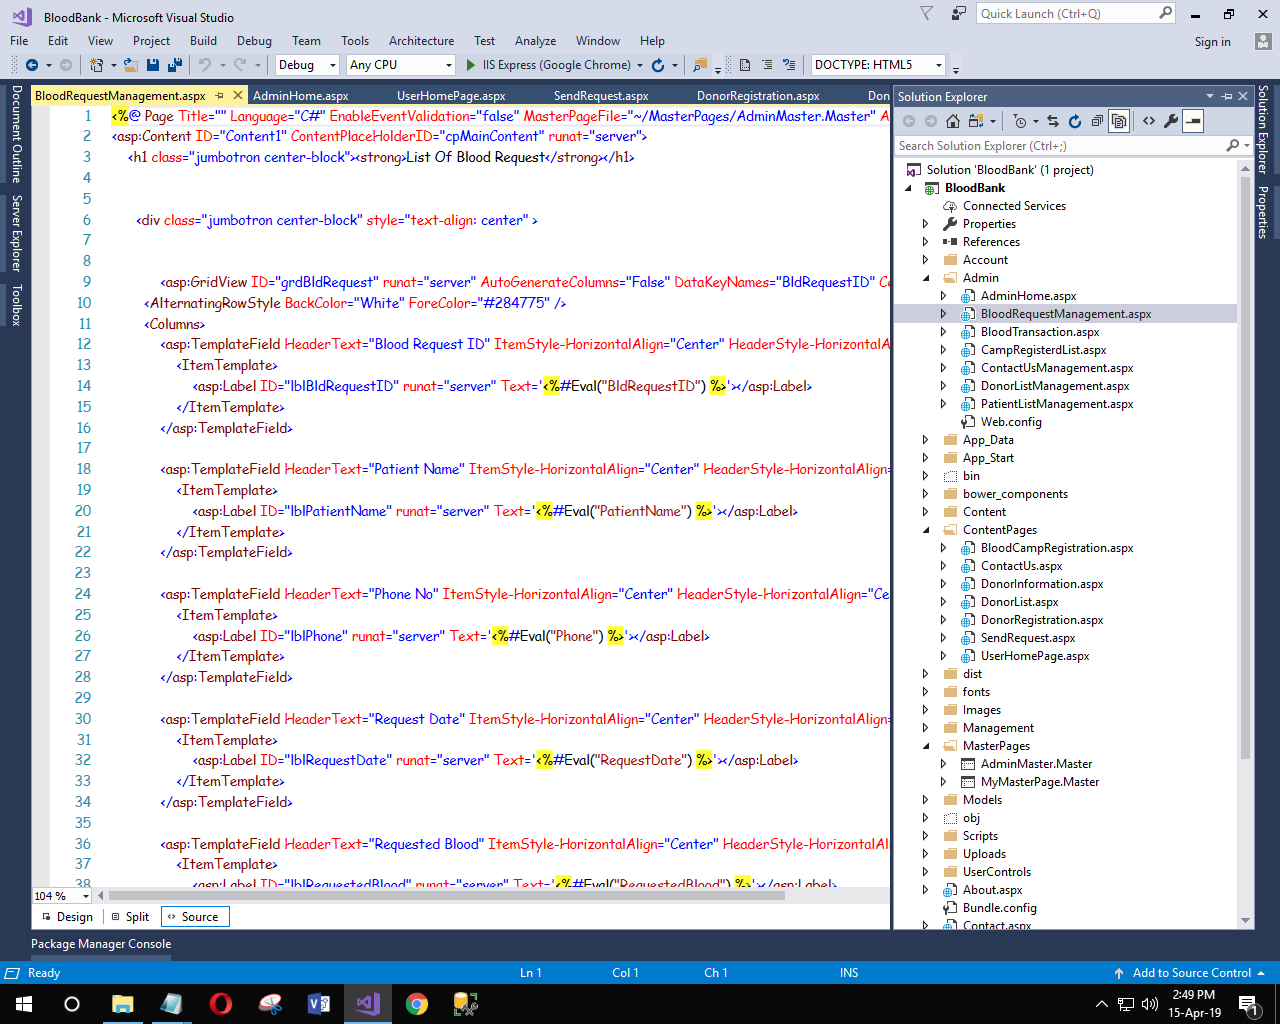 BloodBank - Microsoft Visual Studio
Quick Launch (Ctrl+Q)
File Edit View Project Build Debug Team Tools Architecture Test Analyze Window Help
Sign in
Debug Any CPU IIS Express (Google Chrome) DOCTYPE: HTML5
BloodRequestManagement.aspx AdminHome.aspx UserHomePage.aspx SendRequest.aspx DonorRegistration.aspx Don
Document Outline
Server Explorer
Toolbox
1 <%@ Page Title="" Language="C#" EnableEventValidation="false" MasterPageFile="~/MasterPages/AdminMaster.Master" A
2 <asp:Content ID="Content1" ContentPlaceHolderID="cpMainContent" runat="server">
3 <h1 class="jumbotron center-block"><strong>List Of Blood Request</strong></h1>
4
5
6 <div class="jumbotron center-block" style="text-align: center" >
7
8
9 <asp:GridView ID="grdBldRequest" runat="server" AutoGenerateColumns="False" DataKeyNames="BldRequestID" Ce
10 <AlternatingRowStyle BackColor="White" ForeColor="#284775" />
11 <Columns>
12 <asp:TemplateField HeaderText="Blood Request ID" ItemStyle-HorizontalAlign="Center" HeaderStyle-Horizontal
13 <ItemTemplate>
14 <asp:Label ID="lblBldRequestID" runat="server" Text='<%#Eval("BldRequestID") %>'></asp:Label>
15 </ItemTemplate>
16 </asp:TemplateField>
17
18 <asp:TemplateField HeaderText="Patient Name" ItemStyle-HorizontalAlign="Center" HeaderStyle-HorizontalAlign=
19 <ItemTemplate>
20 <asp:Label ID="lblPatientName" runat="server" Text='<%#Eval("PatientName") %>'></asp:Label>
21 </ItemTemplate>
22 </asp:TemplateField>
23
24 <asp:TemplateField HeaderText="Phone No" ItemStyle-HorizontalAlign="Center" HeaderStyle-HorizontalAlign="Ce
25 <ItemTemplate>
26 <asp:Label ID="lblPhone" runat="server" Text='<%#Eval("Phone") %>'></asp:Label>
27 </ItemTemplate>
28 </asp:TemplateField>
29
30 <asp:TemplateField HeaderText="Request Date" ItemStyle-HorizontalAlign="Center" HeaderStyle-HorizontalAlign=
31 <ItemTemplate>
32 <asp:Label ID="lblRequestDate" runat="server" Text='<%#Eval("RequestDate") %>'></asp:Label>
33 </ItemTemplate>
34 </asp:TemplateField>
35
36 <asp:TemplateField HeaderText="Requested Blood" ItemStyle-HorizontalAlign="Center" HeaderStyle-HorizontalAli
37 <ItemTemplate>
38 <asp:Label ID="lblRequestedBlood" runat="server" Text='<%#Eval("RequestedBlood") %>'></asp:Label>
104 %
Design Split Source
Package Manager Console
Solution Explorer
Search Solution Explorer (Ctrl+;)
Solution 'BloodBank' (1 project)
BloodBank
Connected Services
Properties
References
Account
Admin
AdminHome.aspx
BloodRequestManagement.aspx
BloodTransaction.aspx
CampRegisterdList.aspx
ContactUsManagement.aspx
DonorListManagement.aspx
PatientListManagement.aspx
Web.config
App_Data
App_Start
bin
bower_components
Content
ContentPages
BloodCampRegistration.aspx
ContactUs.aspx
DonorInformation.aspx
DonorList.aspx
DonorRegistration.aspx
SendRequest.aspx
UserHomePage.aspx
dist
fonts
Images
Management
MasterPages
AdminMaster.Master
MyMasterPage.Master
Models
obj
Scripts
Uploads
UserControls
About.aspx
Bundle.config
Contact.aspx
Solution Explorer
Properties
Ready Ln 1 Col 1 Ch 1 INS Add to Source Control
2:49 PM
15-Apr-19
1